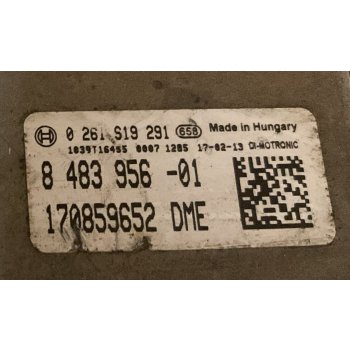 0 261 S19 291 658 Made in Hungary
1039T16455 0007 1285 17-02-13 DI-MOTRONIC
8 483 956 -01
170859652 DME